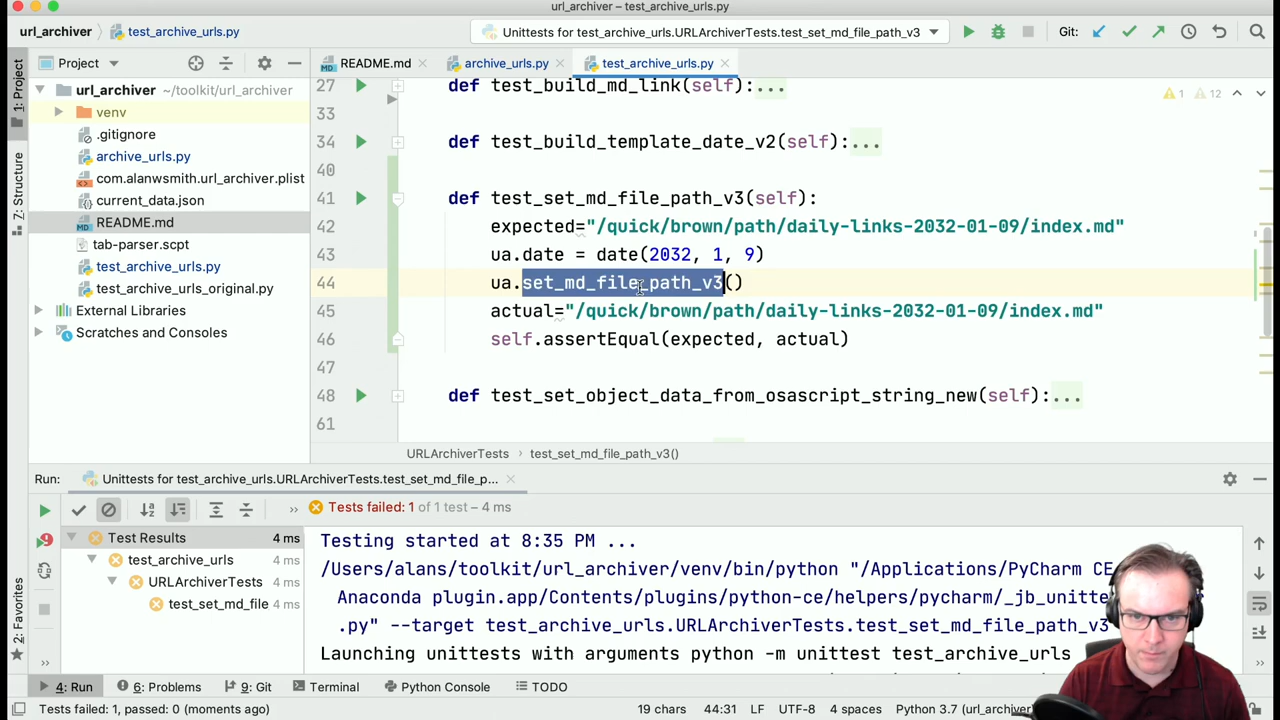 url_archiver – test_archive_urls.py
url_archiver test_archive_urls.py Unittests for test_archive_urls.URLArchiverTests.test_set_md_file_path_v3 Git:
1: Project
7: Structure
2: Favorites
Project
README.md archive_urls.py test_archive_urls.py
url_archiver ~/toolkit/url_archiver
venv
.gitignore
archive_urls.py
com.alanwsmith.url_archiver.plist
current_data.json
README.md
tab-parser.scpt
test_archive_urls.py
test_archive_urls_original.py
External Libraries
Scratches and Consoles
1 12
27 def test_build_md_link(self):...
33
34 def test_build_template_date_v2(self):...
40
41 def test_set_md_file_path_v3(self):
42 expected="/quick/brown/path/daily-links-2032-01-09/index.md"
43 ua.date = date(2032, 1, 9)
44 ua.set_md_file_path_v3()
45 actual="/quick/brown/path/daily-links-2032-01-09/index.md"
46 self.assertEqual(expected, actual)
47
48 def test_set_object_data_from_osascript_string_new(self):...
61
URLArchiverTests test_set_md_file_path_v3()
Run: Unittests for test_archive_urls.URLArchiverTests.test_set_md_file_p...
Tests failed: 1 of 1 test – 4 ms
Test Results 4 ms
test_archive_urls 4 ms
URLArchiverTests 4 ms
test_set_md_file 4 ms
Testing started at 8:35 PM ...
/Users/alans/toolkit/url_archiver/venv/bin/python "/Applications/PyCharm CE
Anaconda plugin.app/Contents/plugins/python-ce/helpers/pycharm/_jb_unitte
.py" --target test_archive_urls.URLArchiverTests.test_set_md_file_path_v3
Launching unittests with arguments python -m unittest test_archive_urls
4: Run 6: Problems 9: Git Terminal Python Console TODO
Tests failed: 1, passed: 0 (moments ago) 19 chars 44:31 LF UTF-8 4 spaces Python 3.7 (url_archiver)